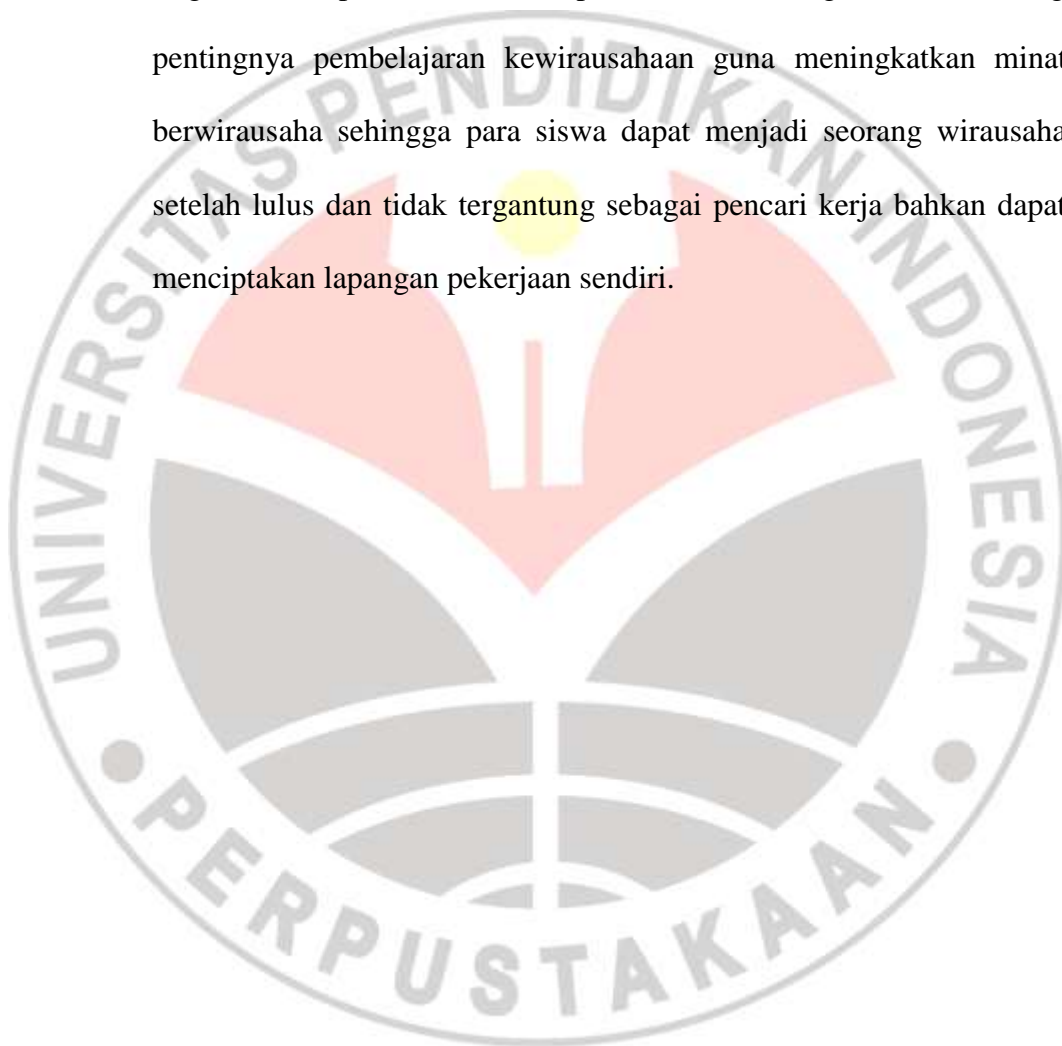 pentingnya pembelajaran kewirausahaan guna meningkatkan minat
berwirausaha sehingga para siswa dapat menjadi seorang wirausaha
setelah lulus dan tidak tergantung sebagai pencari kerja bahkan dapat
menciptakan lapangan pekerjaan sendiri.
UNIVERSITAS PENDIDIKAN INDONESIA
PERPUSTAKAAN